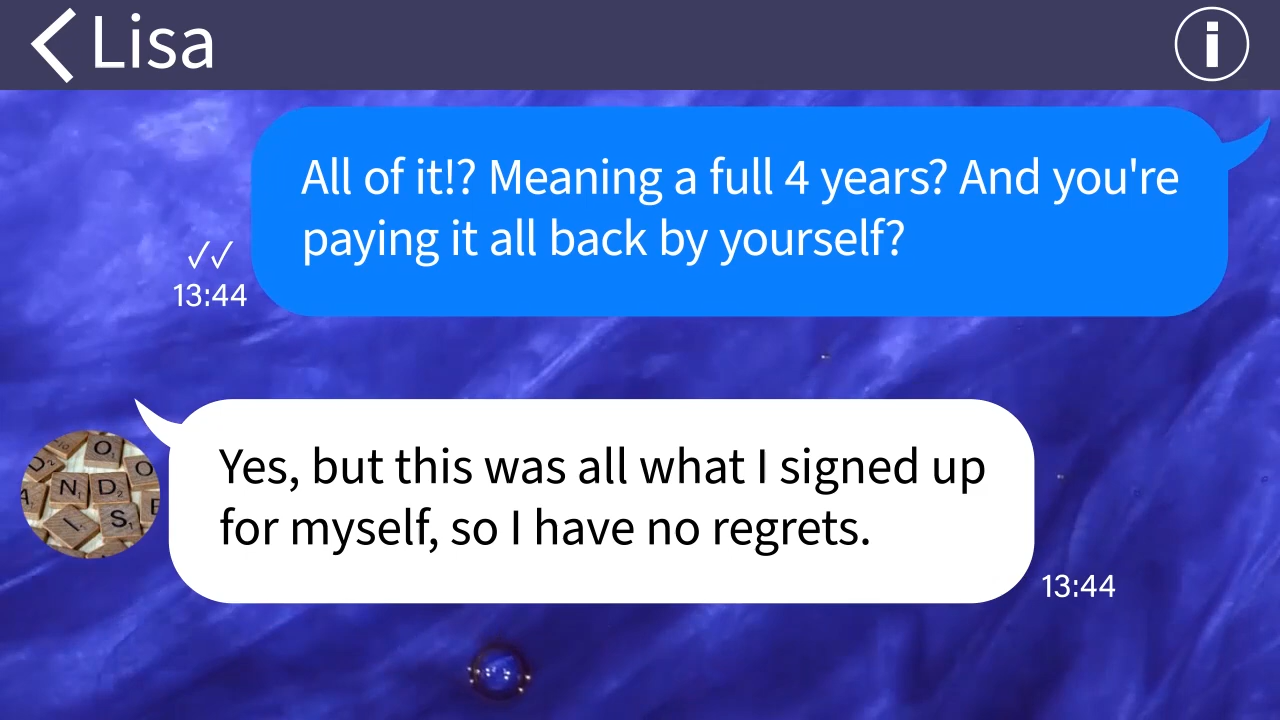 Lisa
All of it!? Meaning a full 4 years? And you're
paying it all back by yourself?
13:44
Yes, but this was all what I signed up
for myself, so I have no regrets.
13:44
O
D
N D
S